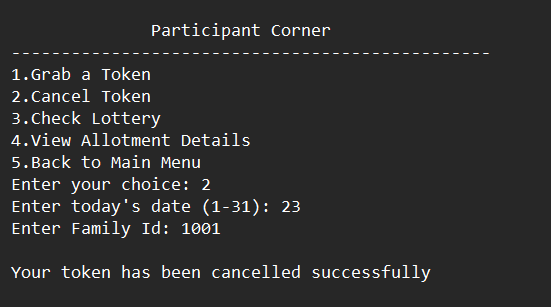 Participant Corner
------------------------------------------------
1.Grab a Token
2.Cancel Token
3.Check Lottery
4.View Allotment Details
5.Back to Main Menu
Enter your choice: 2
Enter today's date (1-31): 23
Enter Family Id: 1001
Your token has been cancelled successfully